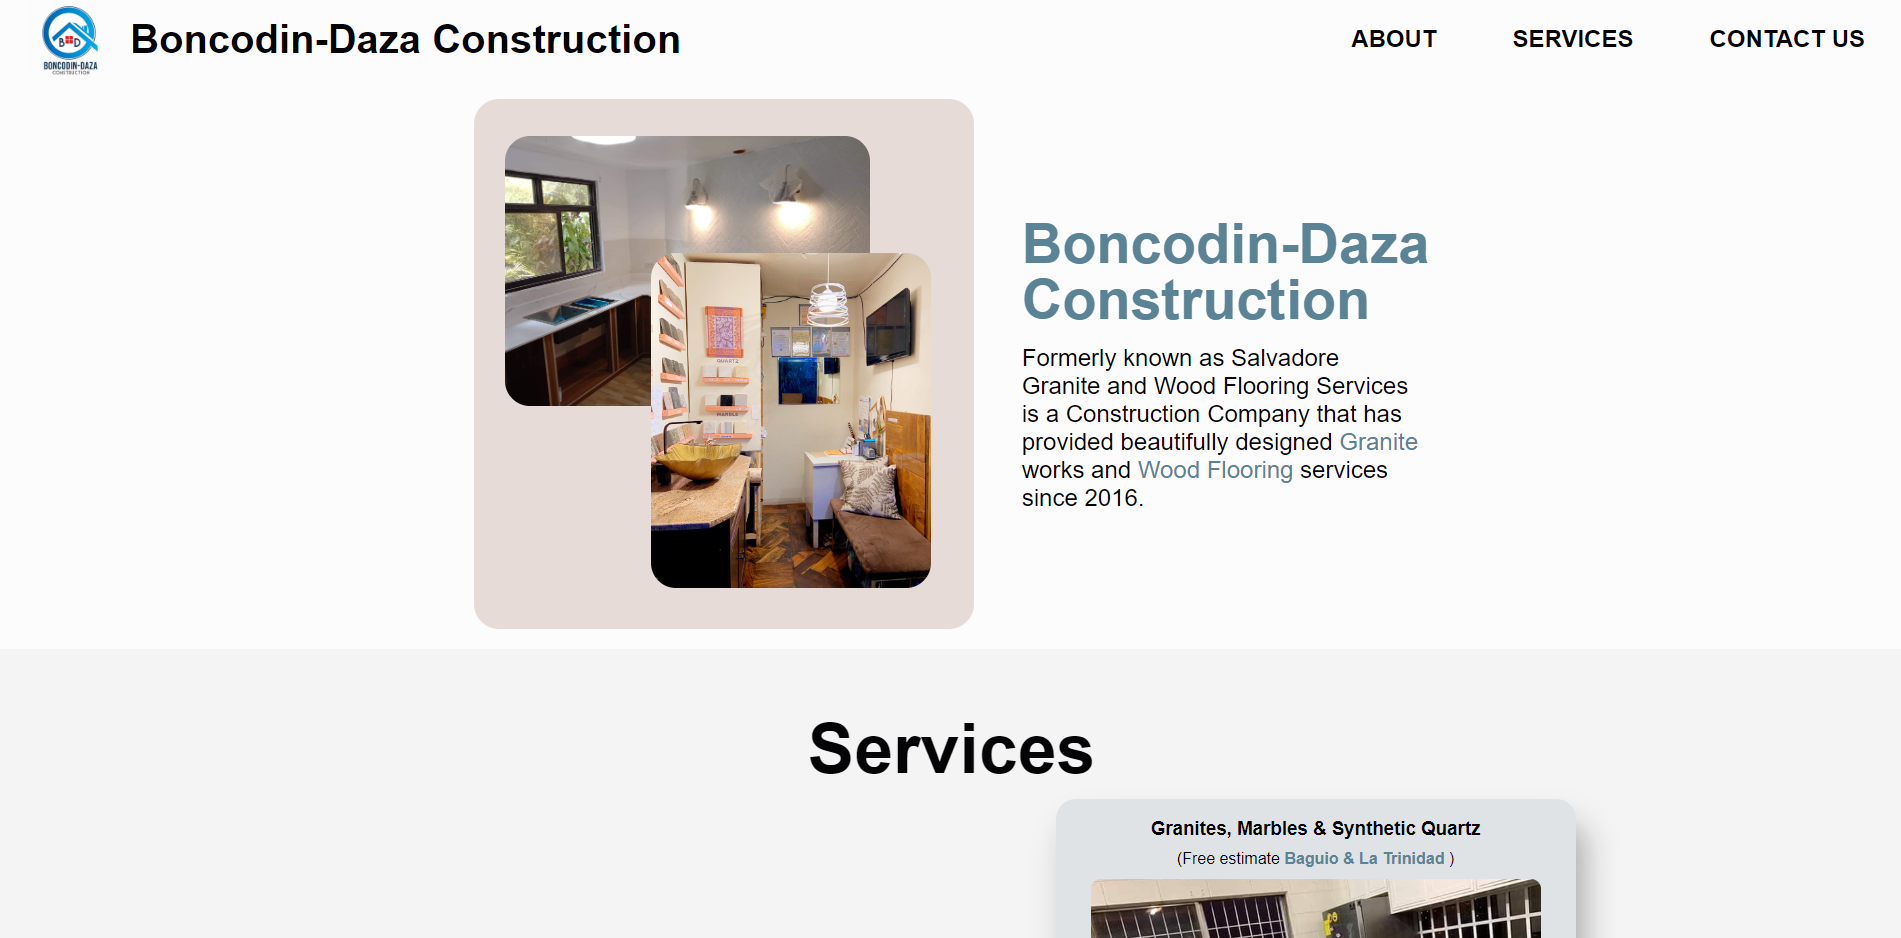 B D
BONCODIN-DAZA
CONSTRUCTION
Boncodin-Daza Construction
ABOUT
SERVICES
CONTACT US
QUARTZ
MARBLE
Boncodin-Daza
Construction
Formerly known as Salvadore
Granite and Wood Flooring Services
is a Construction Company that has
provided beautifully designed Granite
works and Wood Flooring services
since 2016.
Services
Granites, Marbles & Synthetic Quartz
(Free estimate Baguio & La Trinidad )